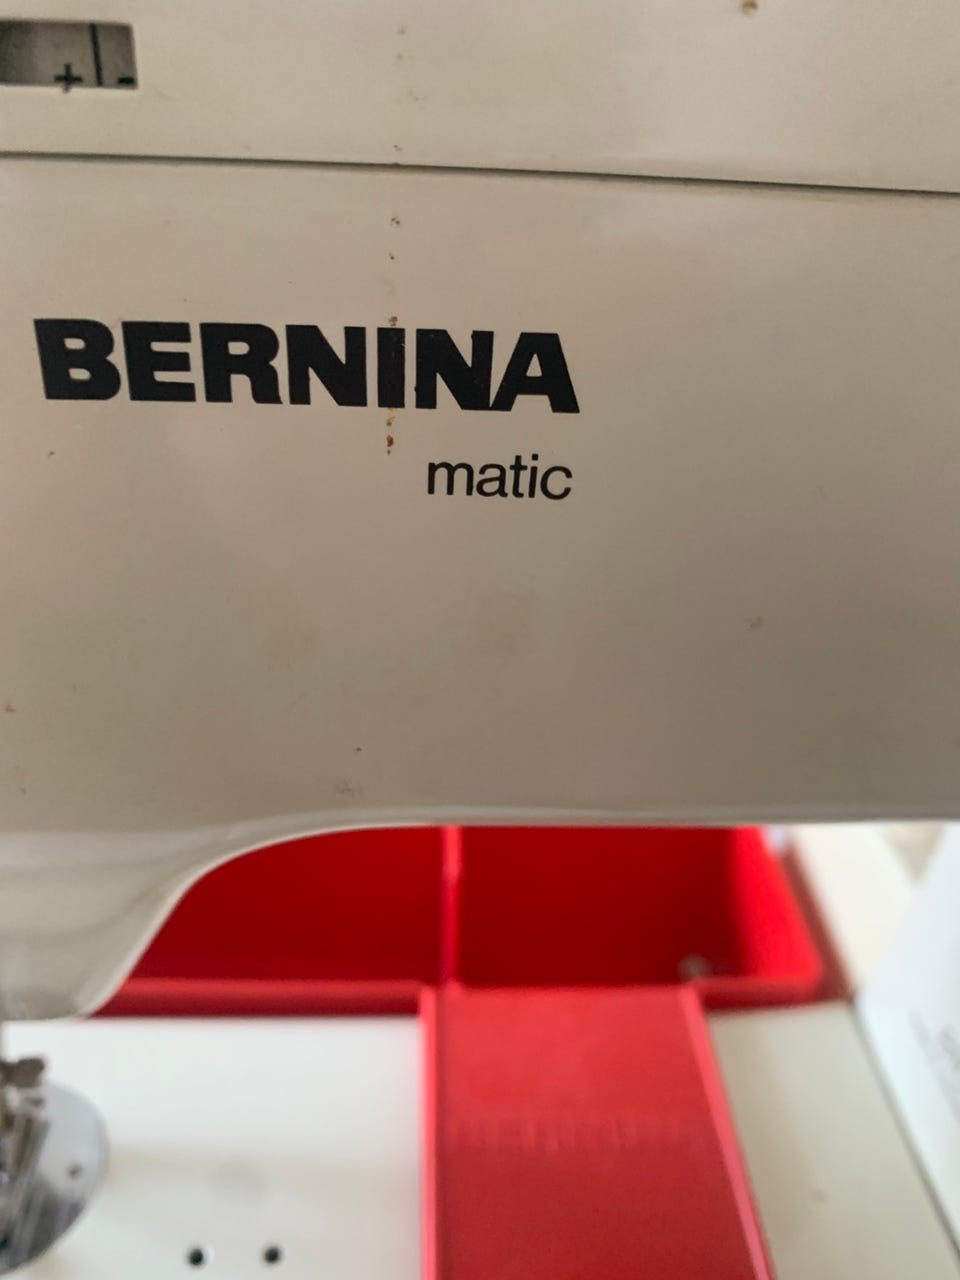 + -
BERNINA
matic